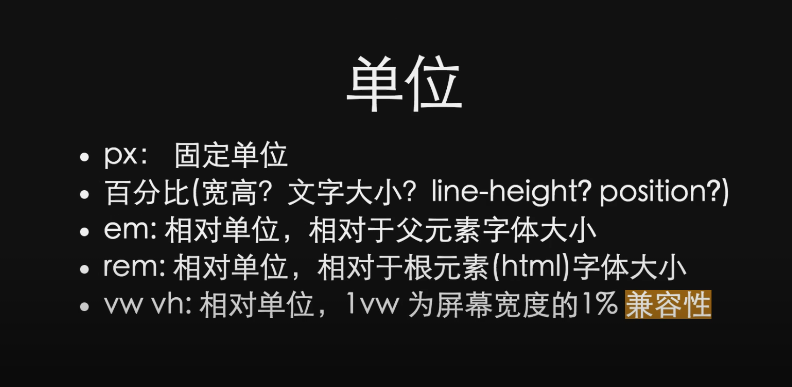 单位
• px： 固定单位
• 百分比(宽高？文字大小？line-height? position?)
• em: 相对单位，相对于父元素字体大小
• rem: 相对单位，相对于根元素(html)字体大小
• vw vh: 相对单位，1vw 为屏幕宽度的1% 兼容性